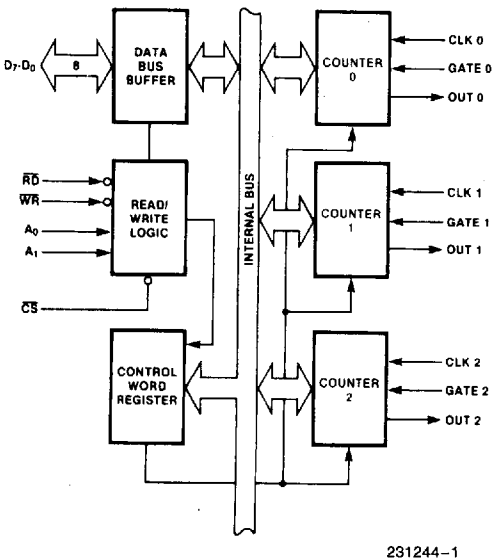 D7-D0
8
DATA
BUS
BUFFER
RD
WR
A0
A1
CS
READ/
WRITE
LOGIC
CONTROL
WORD
REGISTER
INTERNAL BUS
COUNTER
0
CLK 0
GATE 0
OUT 0
COUNTER
1
CLK 1
GATE 1
OUT 1
COUNTER
2
CLK 2
GATE 2
OUT 2
231244-1